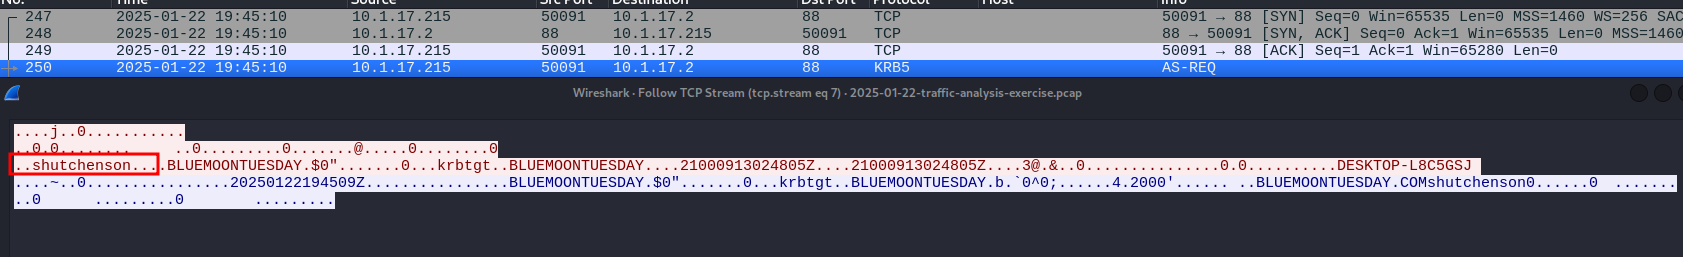 No. Time Source Src Port Destination Dst Port Protocol Host Info
247 2025-01-22 19:45:10 10.1.17.215 50091 10.1.17.2 88 TCP 50091 → 88 [SYN] Seq=0 Win=65535 Len=0 MSS=1460 WS=256 SAC
248 2025-01-22 19:45:10 10.1.17.2 88 10.1.17.215 50091 TCP 88 → 50091 [SYN, ACK] Seq=0 Ack=1 Win=65535 Len=0 MSS=1460
249 2025-01-22 19:45:10 10.1.17.215 50091 10.1.17.2 88 TCP 50091 → 88 [ACK] Seq=1 Ack=1 Win=65280 Len=0
250 2025-01-22 19:45:10 10.1.17.215 50091 10.1.17.2 88 KRB5 AS-REQ
Wireshark · Follow TCP Stream (tcp.stream eq 7) · 2025-01-22-traffic-analysis-exercise.pcap
....j..0...........
..0.0........ ..0.........0.......@.....0........0
..shutchenson....BLUEMOONTUESDAY.$0".......0...krbtgt..BLUEMOONTUESDAY....21000913024805Z....21000913024805Z....3@.&..0...............0.0..........DESKTOP-L8C5GSJ
....~..0................20250122194509Z................BLUEMOONTUESDAY.$0".......0...krbtgt..BLUEMOONTUESDAY.b.`0^0;......4.2000'...... ..BLUEMOONTUESDAY.COMshutchenson0......0 .......
..0 .........0 .........